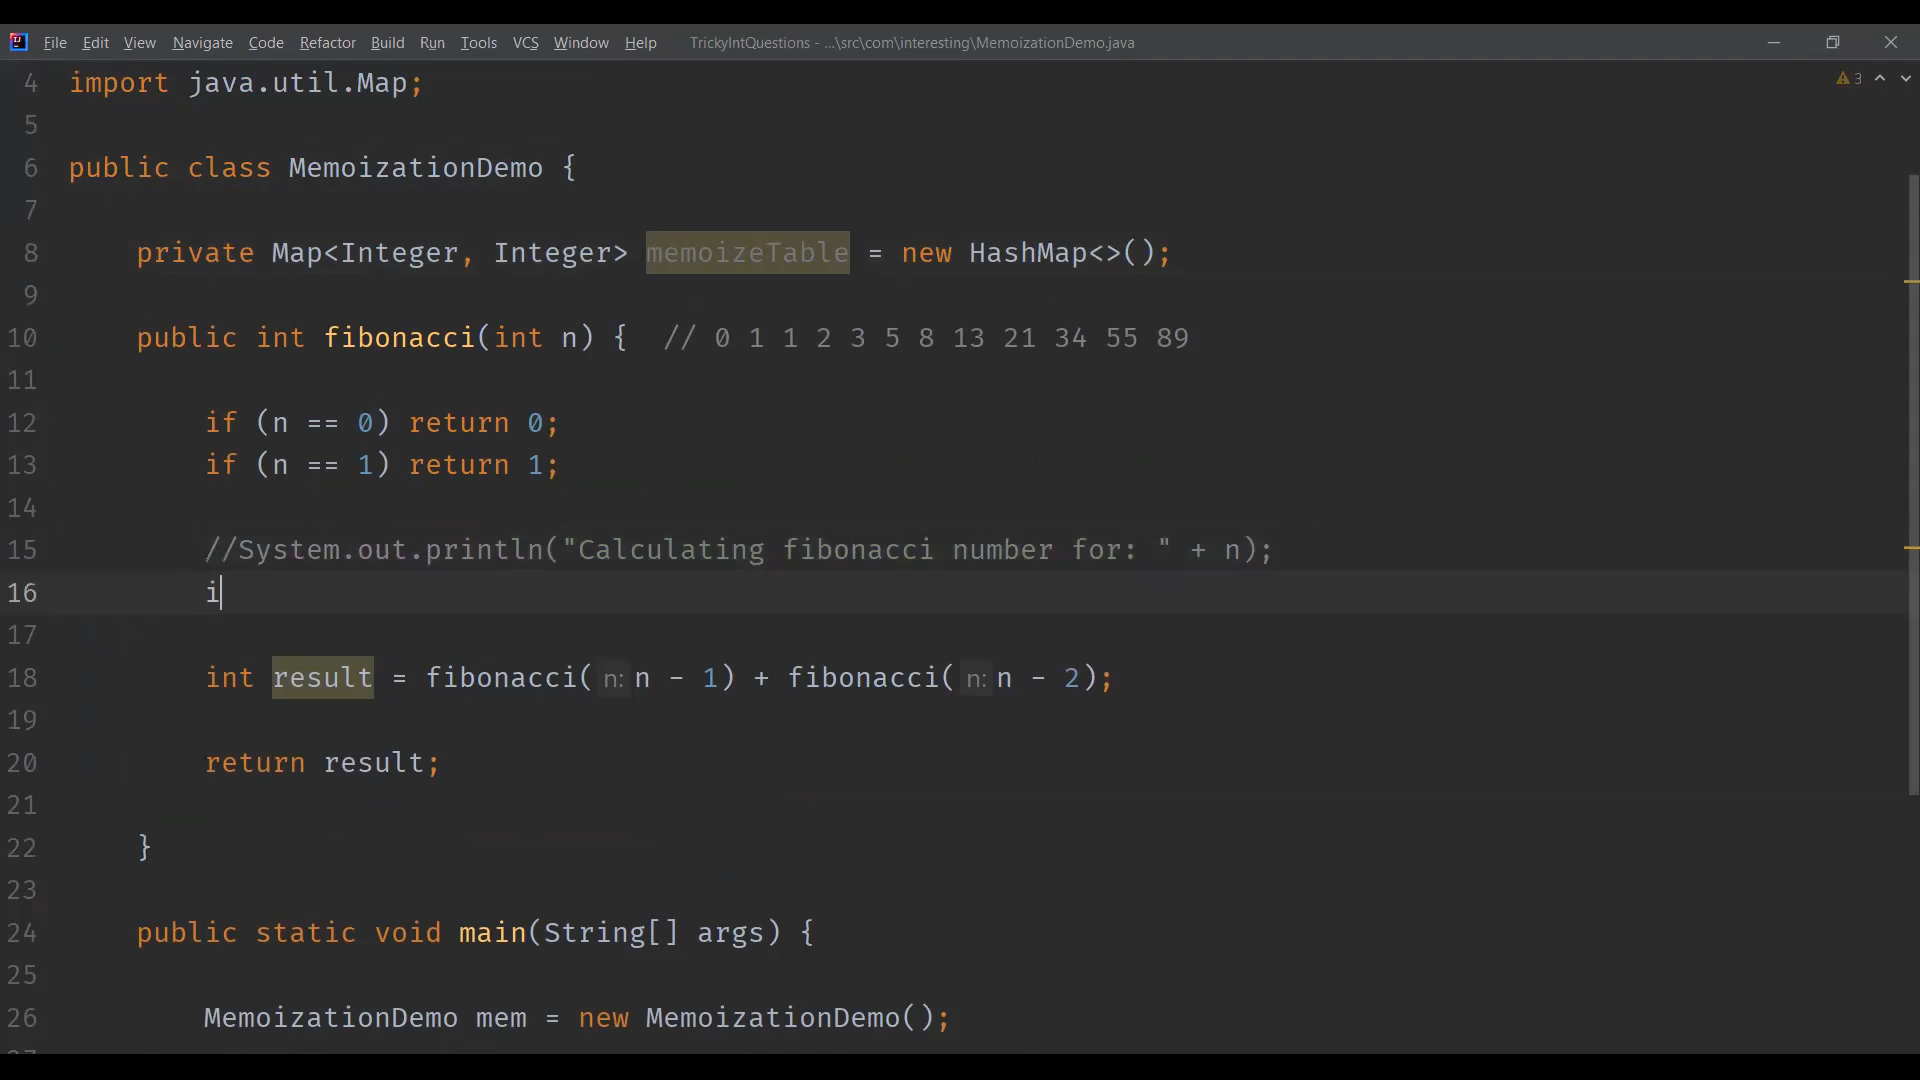 File Edit View Navigate Code Refactor Build Run Tools VCS Window Help TrickyIntQuestions - ...\src\com\interesting\MemoizationDemo.java
4 import java.util.Map; 3
5
6 public class MemoizationDemo {
7
8 private Map<Integer, Integer> memoizeTable = new HashMap<>();
9
10 public int fibonacci(int n) { // 0 1 1 2 3 5 8 13 21 34 55 89
11
12 if (n == 0) return 0;
13 if (n == 1) return 1;
14
15 //System.out.println("Calculating fibonacci number for: " + n);
16 i
17
18 int result = fibonacci( n: n - 1) + fibonacci( n: n - 2);
19
20 return result;
21
22 }
23
24 public static void main(String[] args) {
25
26 MemoizationDemo mem = new MemoizationDemo();